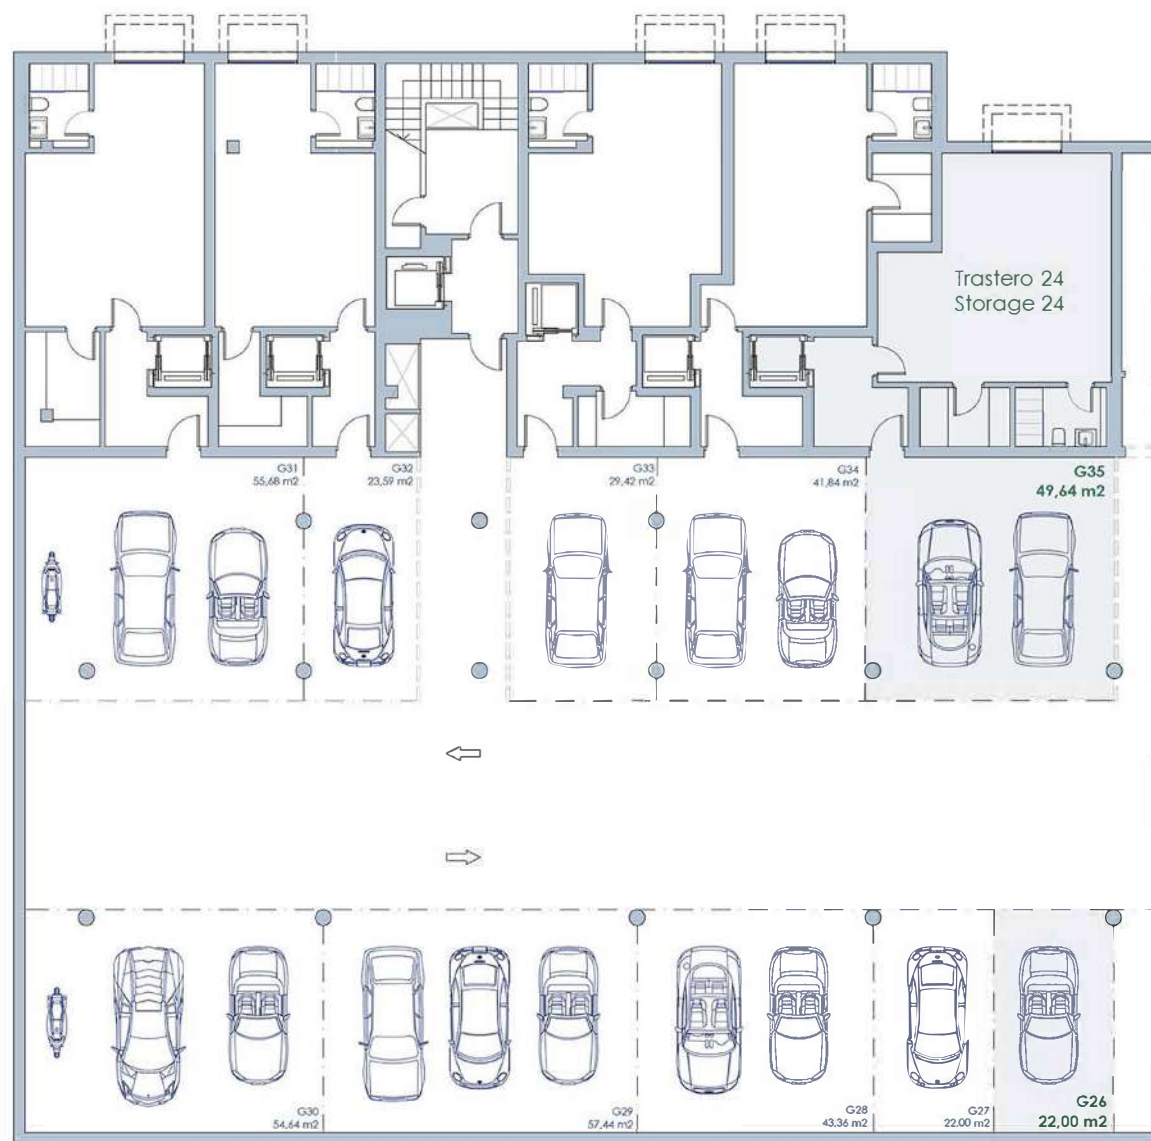 Trastero 24
Storage 24
G31
55,68 m2
G32
23,59 m2
G33
29,42 m2
G34
41,84 m2
G35
49,64 m2
G30
54,64 m2
G29
57,44 m2
G28
43,36 m2
G27
22,00 m2
G26
22,00 m2